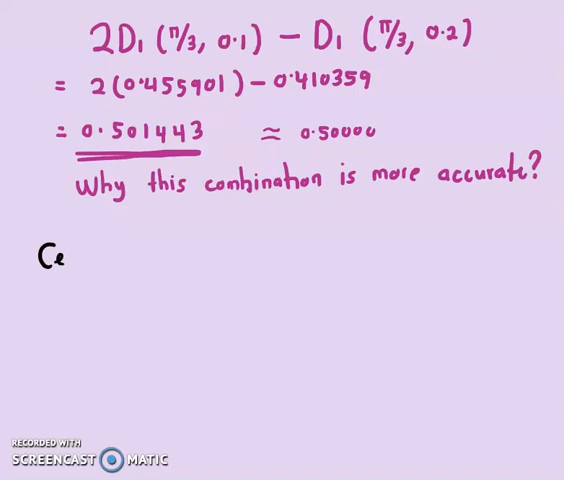 2D₁ (π/3, 0.1) − D₁ (π/3, 0.2)
= 2(0.455901) − 0.410359
= 0.501443 ≈ 0.50000
Why this combination is more accurate?
Ce
RECORDED WITH
SCREENCAST MATIC